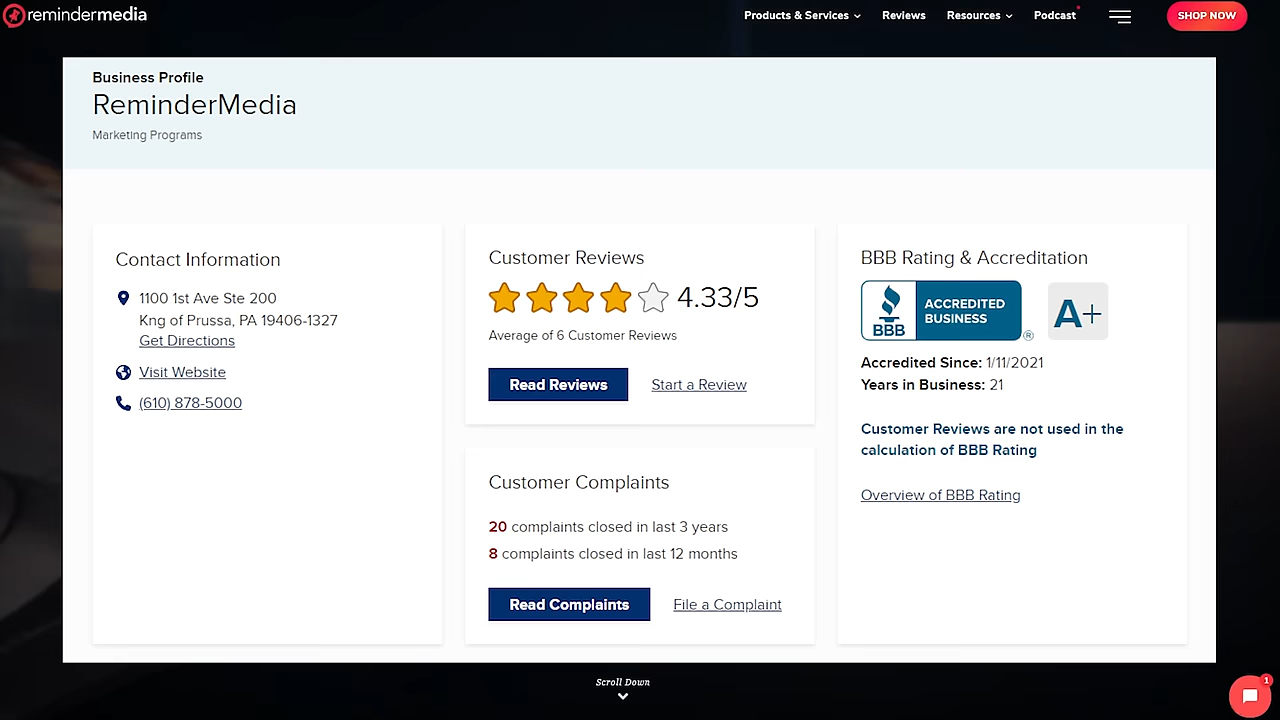 remindermedia
Products & Services
Reviews
Resources
Podcast
SHOP NOW
Business Profile
ReminderMedia
Marketing Programs
Contact Information
1100 1st Ave Ste 200
Kng of Prussa, PA 19406-1327
Get Directions
Visit Website
(610) 878-5000
Customer Reviews
4.33/5
Average of 6 Customer Reviews
Read Reviews
Start a Review
Customer Complaints
20 complaints closed in last 3 years
8 complaints closed in last 12 months
Read Complaints
File a Complaint
BBB Rating & Accreditation
BBB
ACCREDITED
BUSINESS
®
A+
Accredited Since: 1/11/2021
Years in Business: 21
Customer Reviews are not used in the
calculation of BBB Rating
Overview of BBB Rating
Scroll Down
1